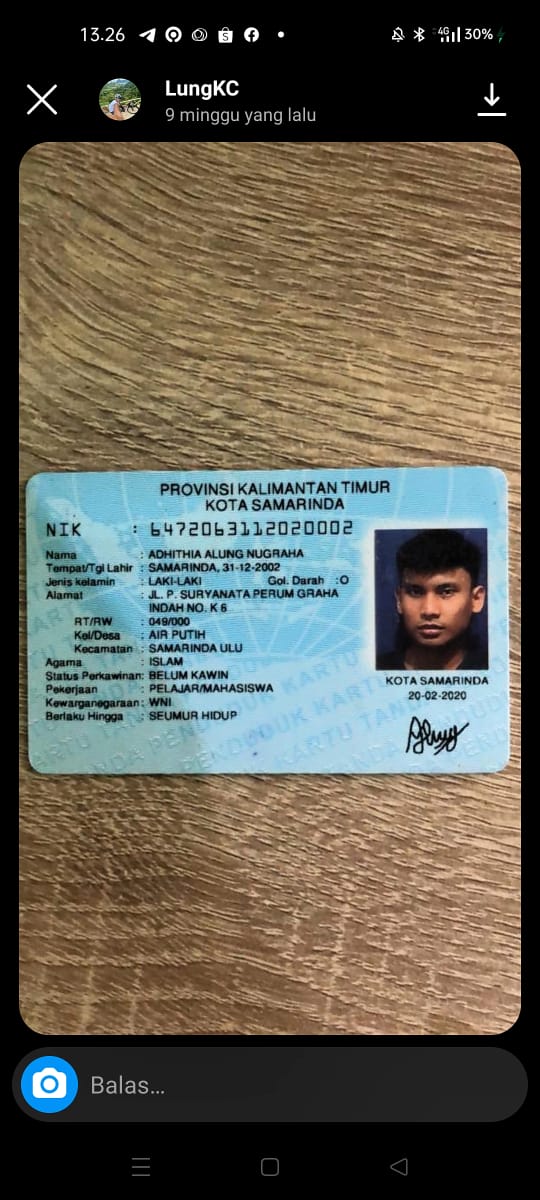 13.26
4G 30%
LungKC
9 minggu yang lalu
PROVINSI KALIMANTAN TIMUR
KOTA SAMARINDA
NIK : 6472063112020002
Nama : ADHITHIA ALUNG NUGRAHA
Tempat/Tgl Lahir : SAMARINDA, 31-12-2002
Jenis kelamin : LAKI-LAKI Gol. Darah :O
Alamat : JL. P. SURYANATA PERUM GRAHA
INDAH NO. K 6
RT/RW : 049/000
Kel/Desa : AIR PUTIH
Kecamatan : SAMARINDA ULU
Agama : ISLAM
Status Perkawinan: BELUM KAWIN
Pekerjaan : PELAJAR/MAHASISWA
Kewarganegaraan: WNI
Berlaku Hingga : SEUMUR HIDUP
KOTA SAMARINDA
20-02-2020
Balas...